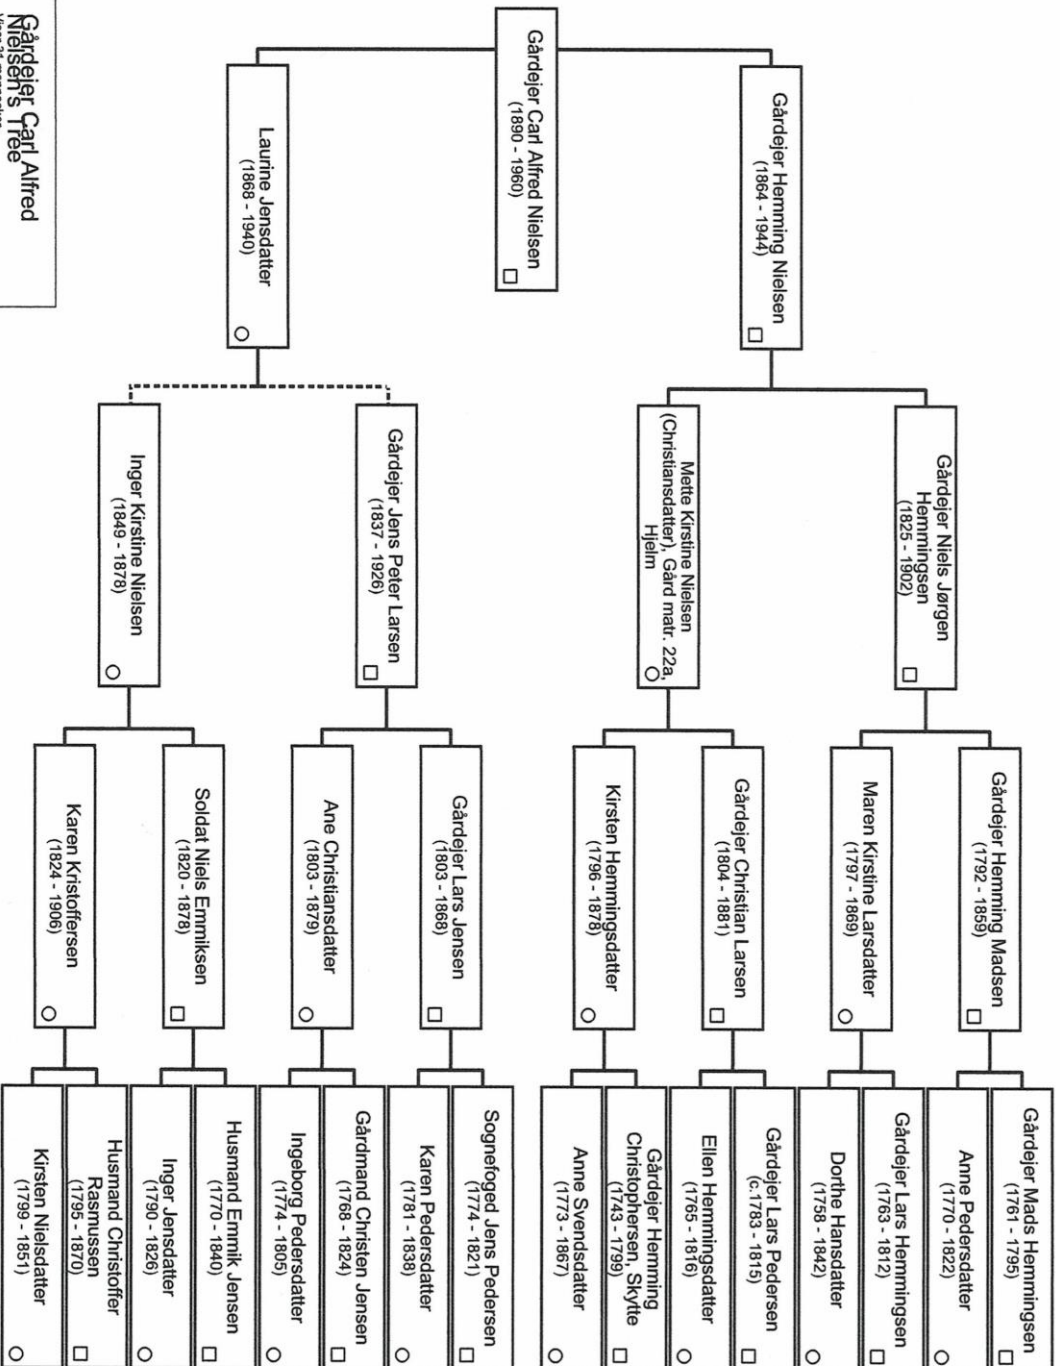 Gårdejer Carl Alfred
Nielsen's Tree
Gårdejer Carl Alfred Nielsen
(1890 - 1960)
Gårdejer Hemming Nielsen
(1864 - 1944)
Laurine Jensdatter
(1868 - 1940)
Gårdejer Niels Jørgen
Hemmingsen
(1825 - 1902)
Mette Kirstine Nielsen
(Christiansdatter), Gård matr. 22a,
Hjelm
Gårdejer Jens Peter Larsen
(1837 - 1926)
Inger Kirstine Nielsen
(1849 - 1878)
Gårdejer Hemming Madsen
(1792 - 1859)
Maren Kirstine Larsdatter
(1797 - 1869)
Gårdejer Christian Larsen
(1804 - 1881)
Kirsten Hemmingsdatter
(1796 - 1878)
Gårdejer Lars Jensen
(1803 - 1868)
Ane Christiansdatter
(1803 - 1879)
Soldat Niels Emmiksen
(1820 - 1878)
Karen Kristoffersen
(1824 - 1906)
Gårdejer Mads Hemmingsen
(1761 - 1795)
Anne Pedersdatter
(1770 - 1822)
Gårdejer Lars Hemmingsen
(1763 - 1812)
Dorthe Hansdatter
(1758 - 1842)
Gårdejer Lars Pedersen
(c.1783 - 1815)
Ellen Hemmingsdatter
(1765 - 1816)
Gårdejer Hemming
Christophersen, Skytte
(1743 - 1799)
Anne Svendsdatter
(1773 - 1867)
Sognefoged Jens Pedersen
(1774 - 1821)
Karen Pedersdatter
(1781 - 1838)
Gårdmand Christen Jensen
(1768 - 1824)
Ingeborg Pedersdatter
(1774 - 1805)
Husmand Emmik Jensen
(1770 - 1840)
Inger Jensdatter
(1790 - 1826)
Husmand Christoffer
Rasmussen
(1795 - 1870)
Kirsten Nielsdatter
(1799 - 1851)